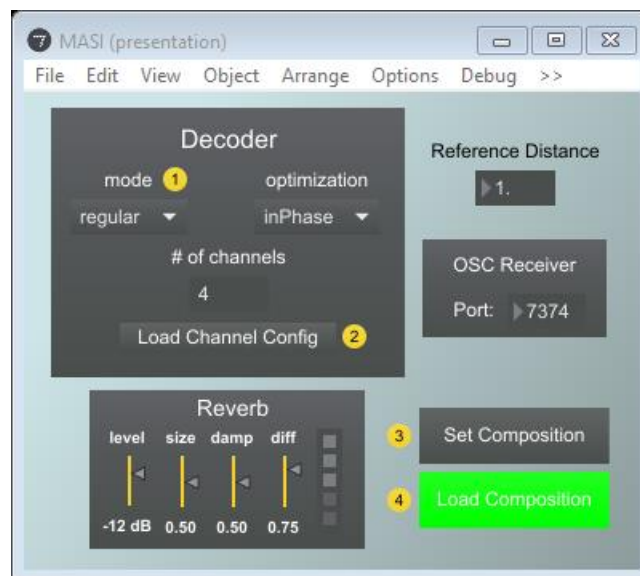 MASI (presentation)
File Edit View Object Arrange Options Debug >>
Decoder
mode 1 optimization
regular inPhase
# of channels
4
Load Channel Config 2
Reference Distance
1.
OSC Receiver
Port: 7374
Reverb
level size damp diff
-12 dB 0.50 0.50 0.75
3 Set Composition
4 Load Composition